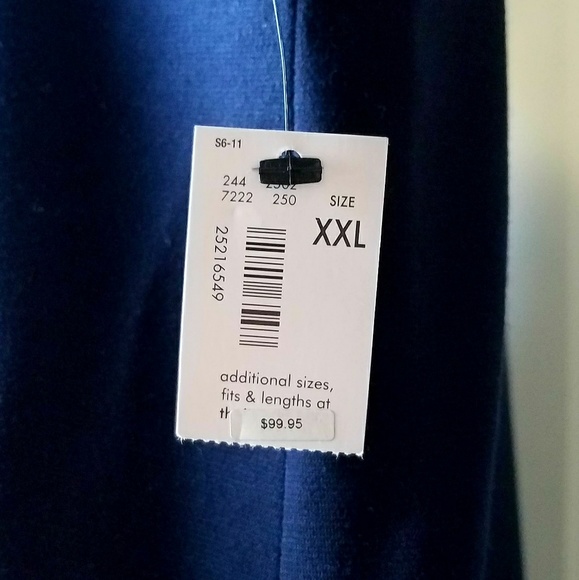 S6-11
244
7222 250
SIZE
XXL
25216549
additional sizes,
fits & lengths at
$99.95